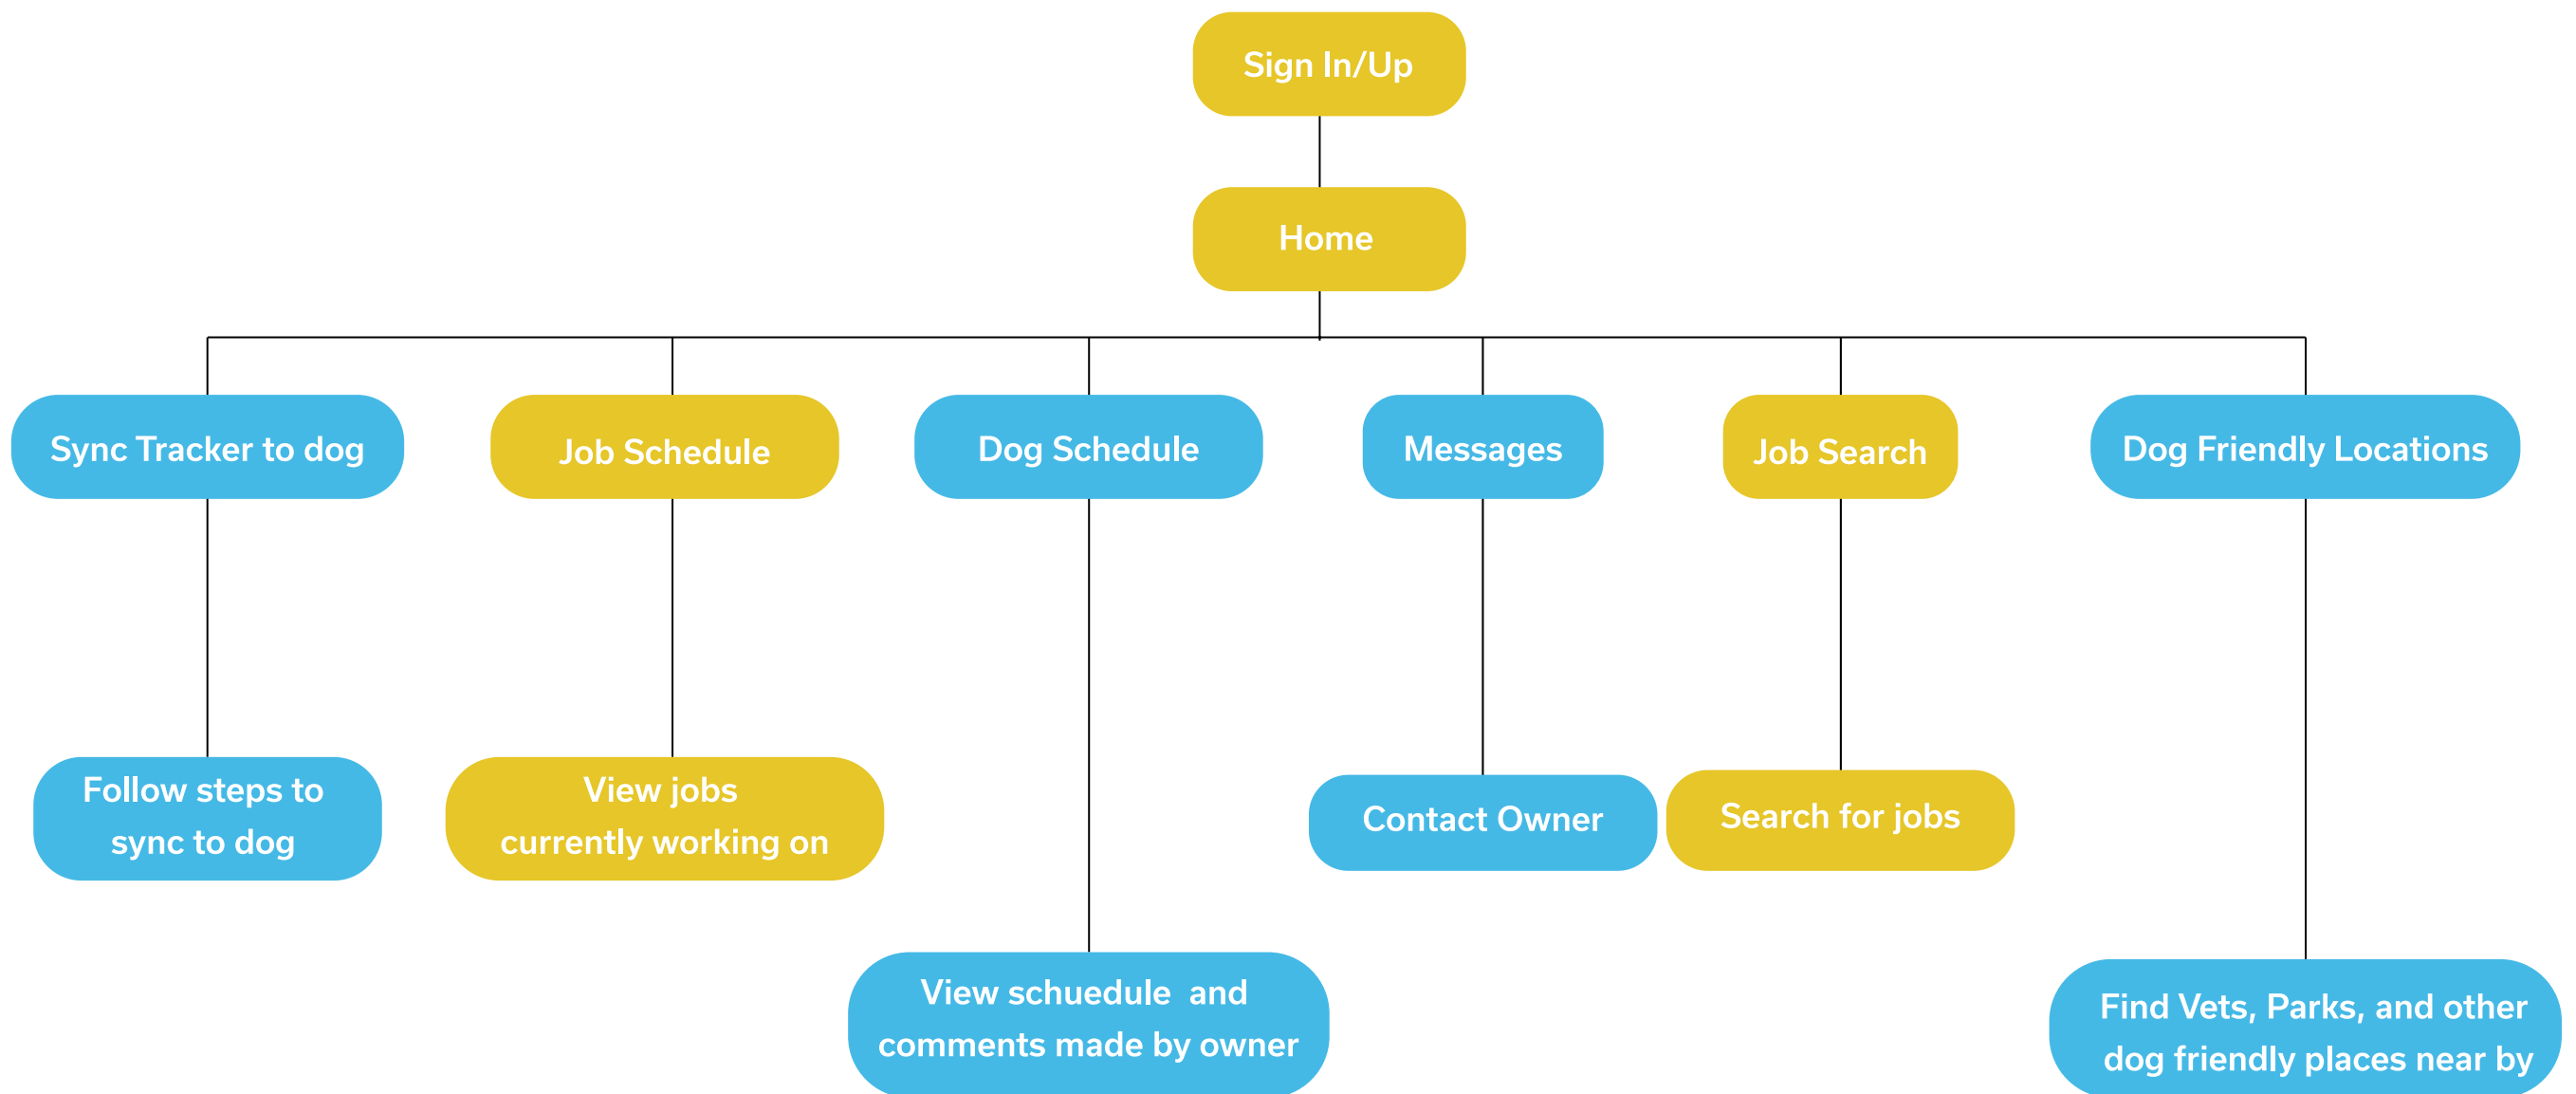 Sign In/Up
Home
Sync Tracker to dog
Job Schedule
Dog Schedule
Messages
Job Search
Dog Friendly Locations
Follow steps to
sync to dog
View jobs
currently working on
Contact Owner
Search for jobs
View schuedule  and
comments made by owner
Find Vets, Parks, and other
dog friendly places near by